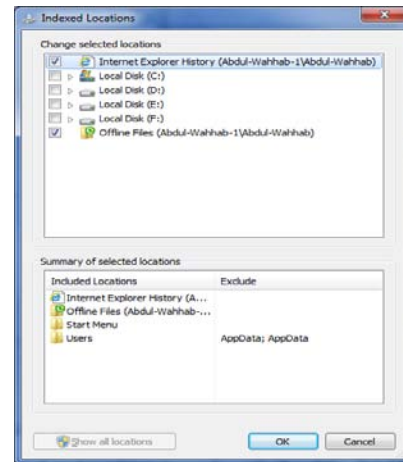 Indexed Locations
Change selected locations
Internet Explorer History (Abdul-Wahhab-1\Abdul-Wahhab)
Local Disk (C:)
Local Disk (D:)
Local Disk (E:)
Local Disk (F:)
Offline Files (Abdul-Wahhab-1\Abdul-Wahhab)
Summary of selected locations
Included Locations Exclude
Internet Explorer History (A...
Offline Files (Abdul-Wahhab-...
Start Menu
Users AppData; AppData
Show all locations OK Cancel